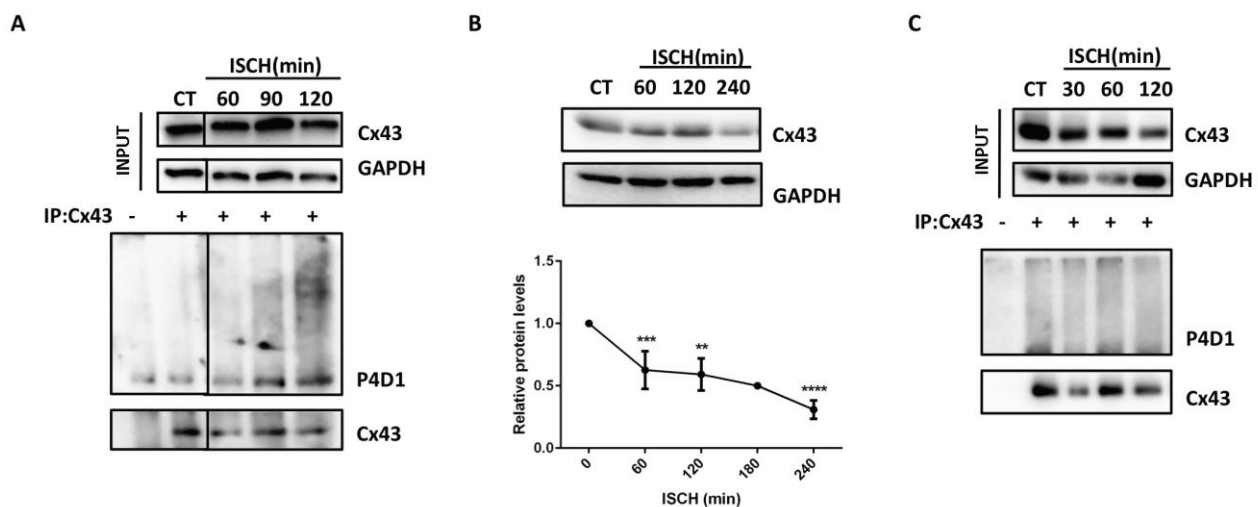 A
ISCH(min)
CT 60 90 120
INPUT
Cx43
GAPDH
IP:Cx43 - + + + +
P4D1
Cx43
B
ISCH(min)
CT 60 120 240
Cx43
GAPDH
Relative protein levels
1.5
1.0
0.5
0.0
***
**
****
0 60 120 180 240
ISCH (min)
C
ISCH(min)
CT 30 60 120
INPUT
Cx43
GAPDH
IP:Cx43 - + + + +
P4D1
Cx43